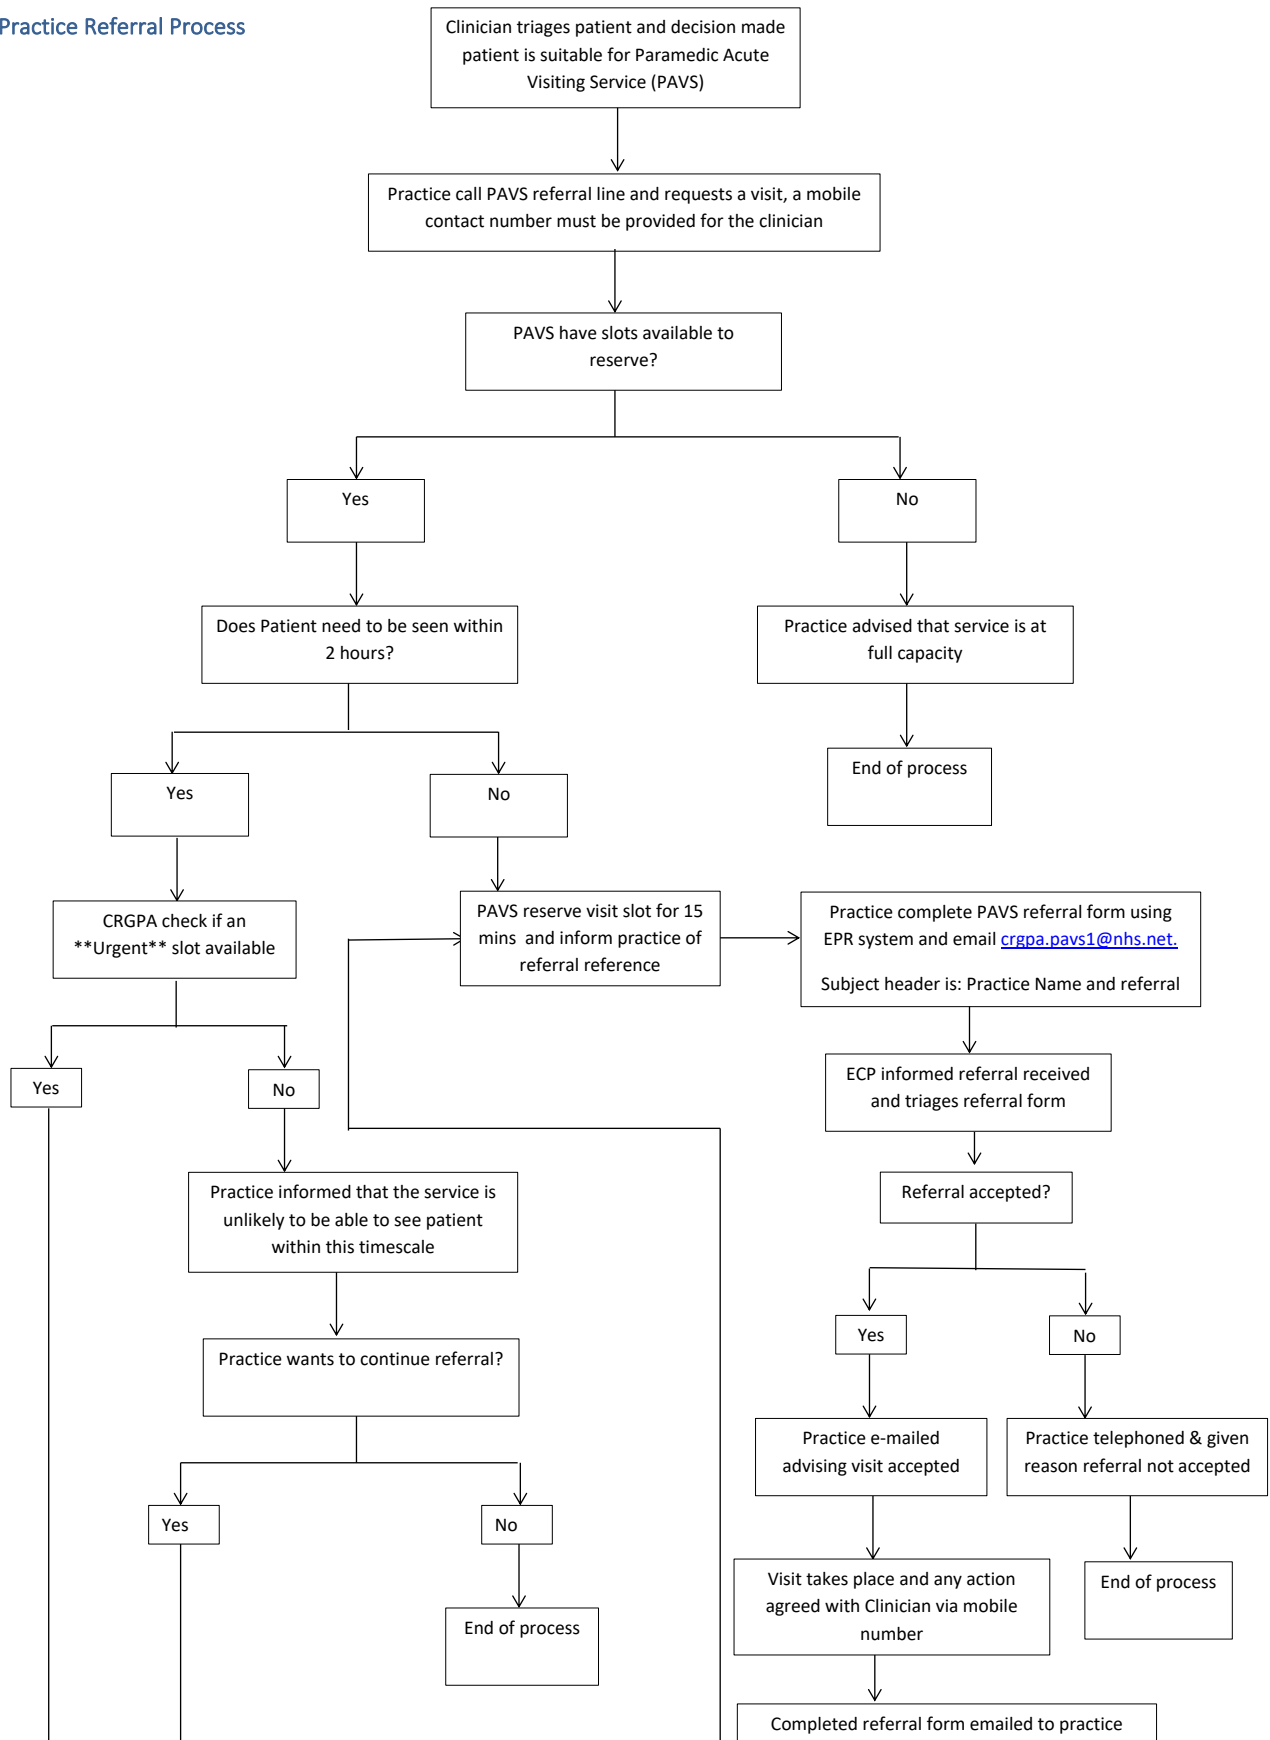 Practice Referral Process
Clinician triages patient and decision made
patient is suitable for Paramedic Acute
Visiting Service (PAVS)
Practice call PAVS referral line and requests a visit, a mobile
contact number must be provided for the clinician
PAVS have slots available to
reserve?
Yes
No
Does Patient need to be seen within
2 hours?
Practice advised that service is at
full capacity
End of process
Yes
No
CRGPA check if an
**Urgent** slot available
PAVS reserve visit slot for 15
mins and inform practice of
referral reference
Practice complete PAVS referral form using
EPR system and email crgpa.pavs1@nhs.net.
Subject header is: Practice Name and referral
Yes
No
ECP informed referral received
and triages referral form
Practice informed that the service is
unlikely to be able to see patient
within this timescale
Referral accepted?
Practice wants to continue referral?
Yes
No
Practice e-mailed
advising visit accepted
Practice telephoned & given
reason referral not accepted
Yes
No
Visit takes place and any action
agreed with Clinician via mobile
number
End of process
End of process
Completed referral form emailed to practice